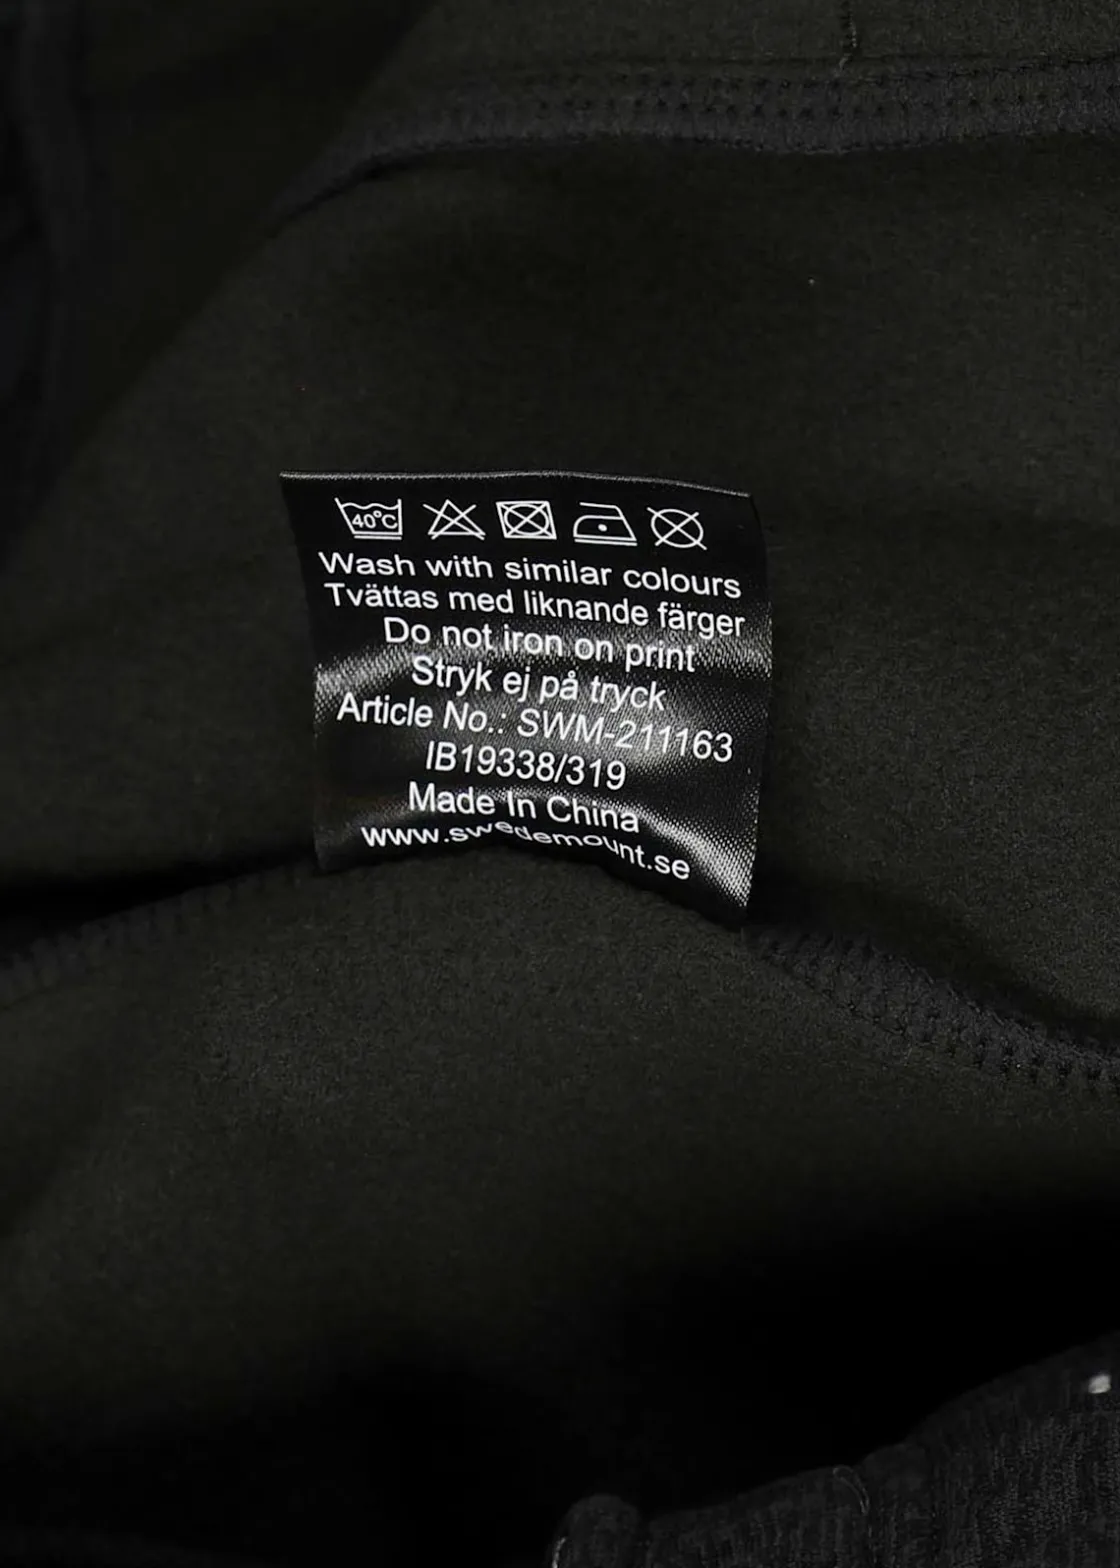 40°C
Wash with similar colours
Tvättas med liknande färger
Do not iron on print
Stryk ej på tryck
Article No.: SWM-211163
IB19338/319
Made In China
www.swedemount.se